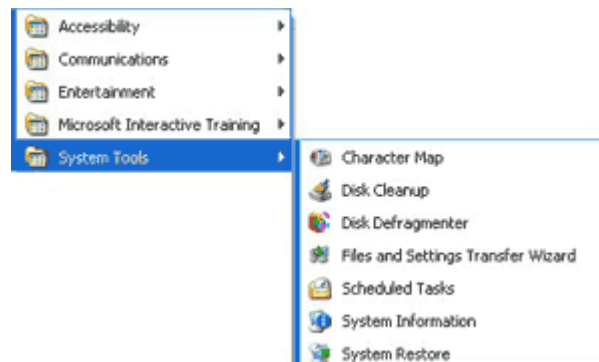 Accessibility
Communications
Entertainment
Microsoft Interactive Training
System Tools
Character Map
Disk Cleanup
Disk Defragmenter
Files and Settings Transfer Wizard
Scheduled Tasks
System Information
System Restore